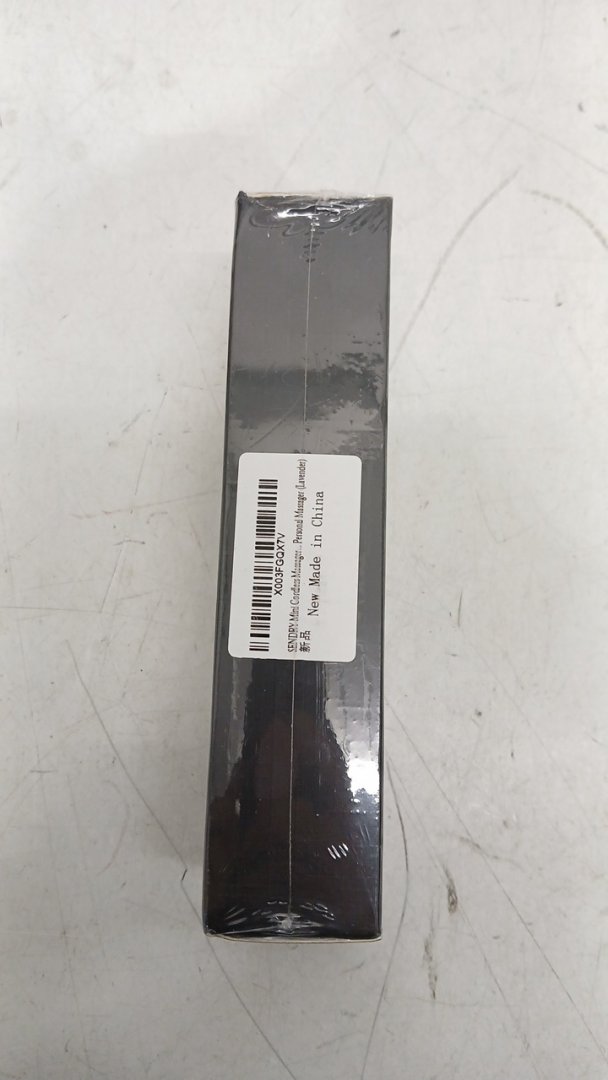 X003FGQX7V
SENDRY Mini Cordless Massager... Personal Massager (Lavender)
新品 New Made in China